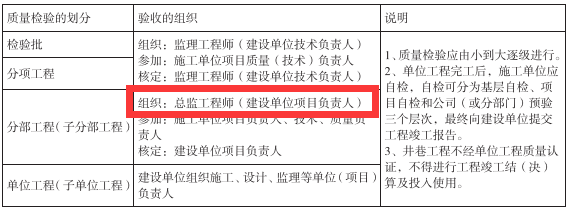 质量检验的划分 验收的组织 说明
检验批
分项工程
组织：监理工程师（建设单位技术负责人）
参加：施工单位项目质量（技术）负责人
核定：监理工程师（建设单位技术负责人）
分部工程（子分部工程）
组织：总监工程师（建设单位项目负责人）
参加：施工单位项目负责人、技术、质量负
责人
核定：建设单位项目负责人
单位工程（子单位工程）
建设单位组织施工、设计、监理等单位（项目）
负责人
1、质量检验应由小到大逐级进行。
2、单位工程完工后，施工单位应
自检，自检可分为基层自检、项
目自检和公司（或分部门）预验
三个层次，最终向建设单位提交
工程竣工报告。
3、井巷工程不经单位工程质量认
证，不得进行工程竣工结（决）
算及投入使用。